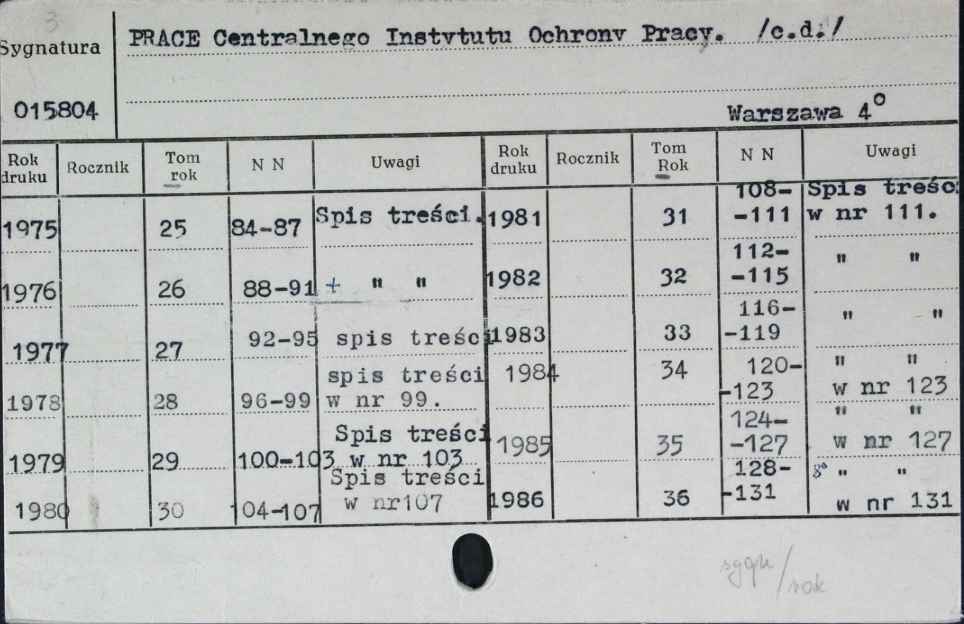 3
Sygnatura
PRACE Centralnego Instytutu Ochrony Pracy. /c.d./
015804
Warszawa 4°
Rok druku Rocznik Tom rok N N Uwagi Rok druku Rocznik Tom Rok N N Uwagi
1975 25 84-87 Spis treści.
1976 26 88-91 + " "
1977 27 92-95 spis treści
1978 28 96-99 spis treści
w nr 99.
1979 29 100-103 Spis treści
w nr 103
1980 30 104-107 Spis treści
w nr107
1981 31 108-
-111 Spis treści
w nr 111.
1982 32 112-
-115 " "
1983 33 116-
-119 " "
1984 34 120-
-123 " "
w nr 123
1985 35 124-
-127 " "
w nr 127
1986 36 128-
-131 8° " "
w nr 131
sygn/rok